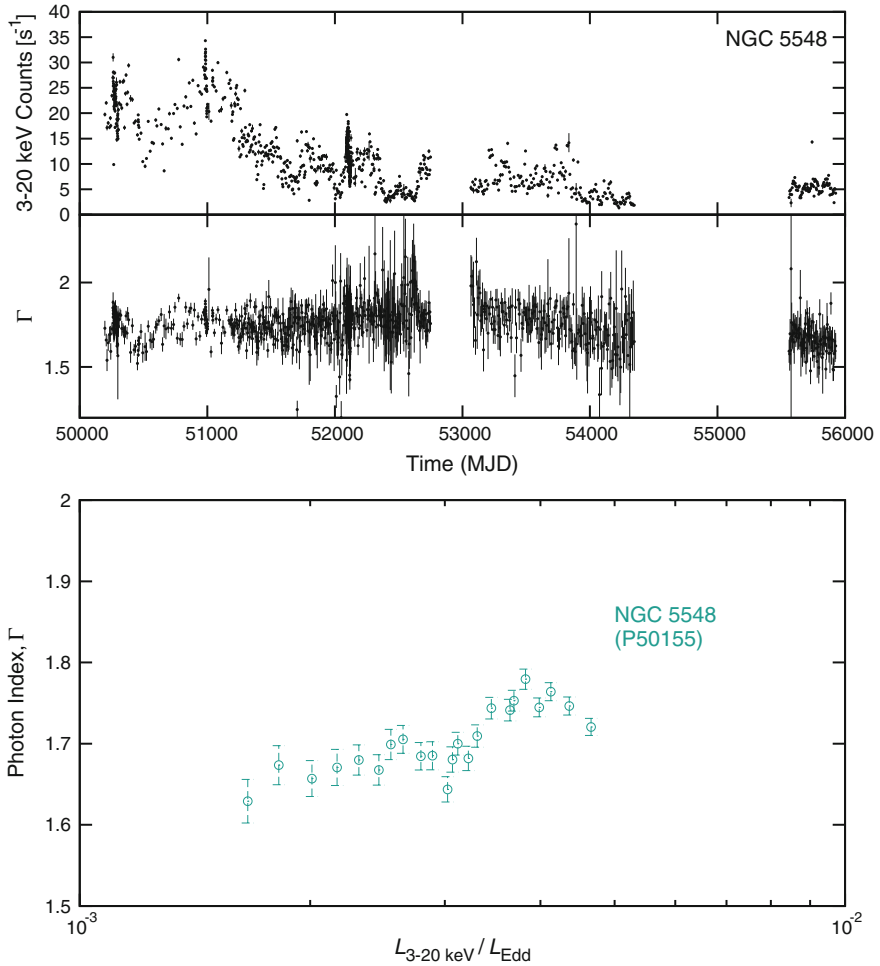 3-20 keV Counts [s⁻¹]
40
35
30
25
20
15
10
5
0
NGC 5548
Γ
2
1.5
50000 51000 52000 53000 54000 55000 56000
Time (MJD)
Photon Index, Γ
2
1.9
1.8
1.7
1.6
1.5
NGC 5548
(P50155)
10⁻³ 10⁻²
L3-20 keV / LEdd